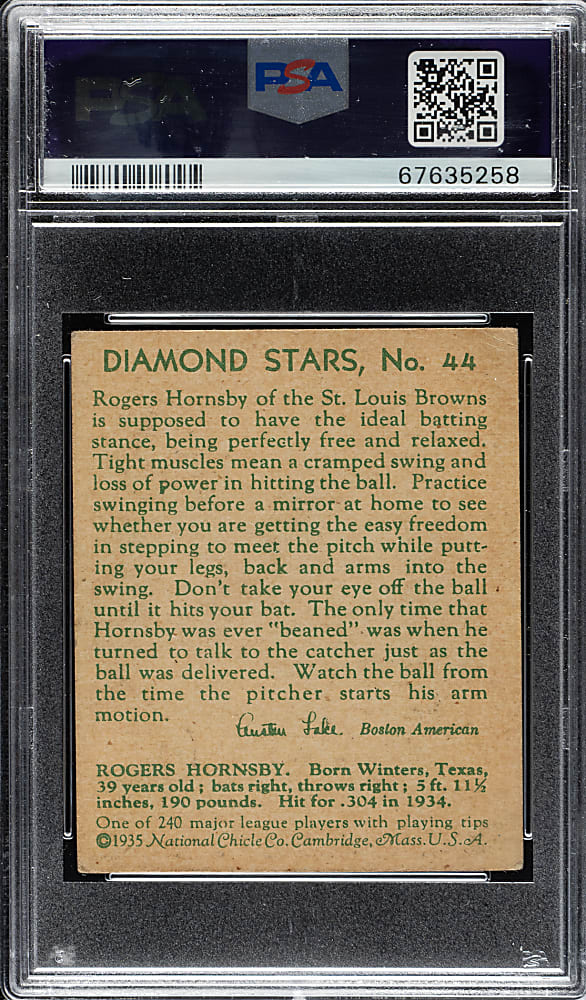 PSA
67635258
DIAMOND STARS, No. 44
Rogers Hornsby of the St. Louis Browns
is supposed to have the ideal batting
stance, being perfectly free and relaxed.
Tight muscles mean a cramped swing and
loss of power in hitting the ball. Practice
swinging before a mirror at home to see
whether you are getting the easy freedom
in stepping to meet the pitch while putt-
ing your legs, back and arms into the
swing. Don't take your eye off the ball
until it hits your bat. The only time that
Hornsby was ever "beaned" was when he
turned to talk to the catcher just as the
ball was delivered. Watch the ball from
the time the pitcher starts his arm
motion.
Austen Lake. Boston American
ROGERS HORNSBY. Born Winters, Texas,
39 years old; bats right, throws right; 5 ft. 11½
inches, 190 pounds. Hit for .304 in 1934.
One of 240 major league players with playing tips
©1935 National Chicle Co. Cambridge, Mass. U.S.A.